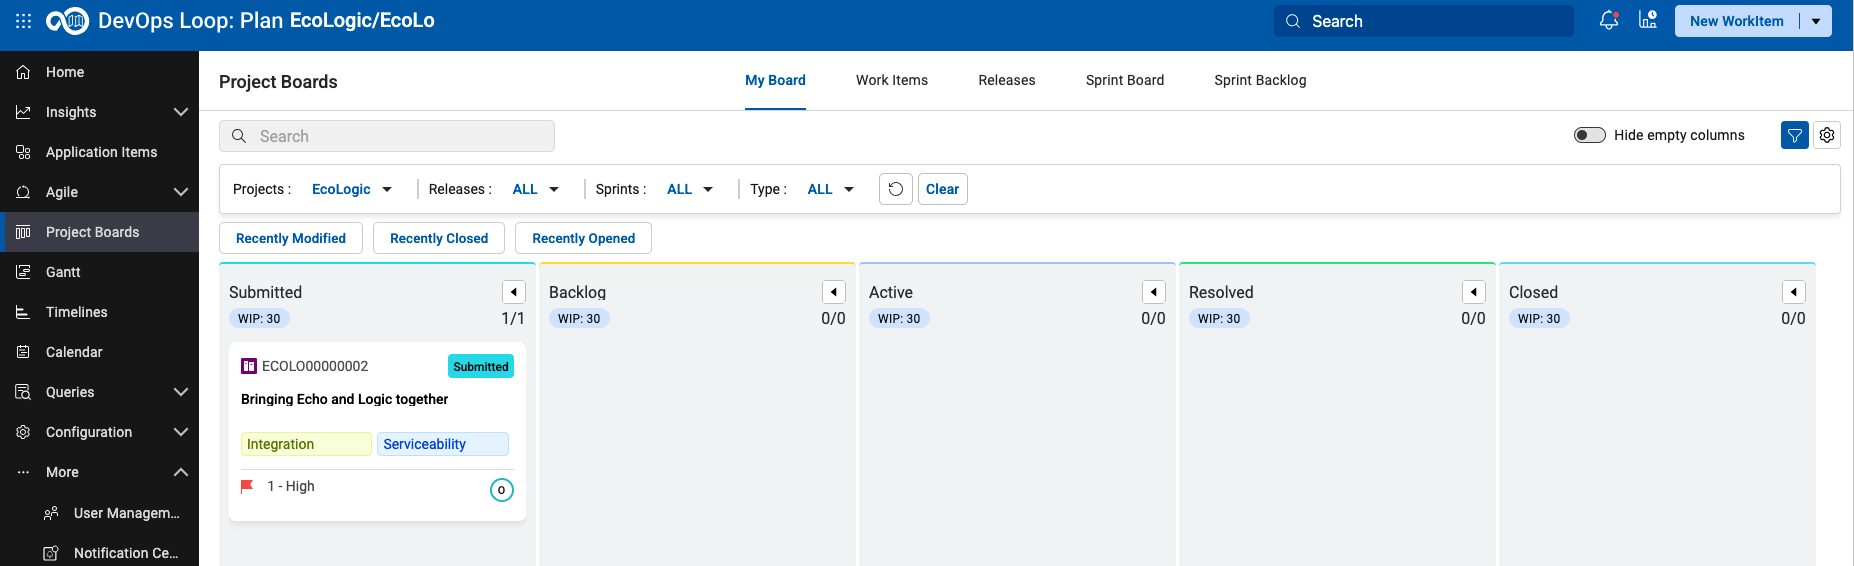 DevOps Loop: Plan EcoLogic/EcoLo
Search
New WorkItem
Home
Insights
Application Items
Agile
Project Boards
Gantt
Timelines
Calendar
Queries
Configuration
More
User Managem...
Notification Ce...
Project Boards
My Board
Work Items
Releases
Sprint Board
Sprint Backlog
Search
Hide empty columns
Projects : EcoLogic
Releases : ALL
Sprints : ALL
Type : ALL
Clear
Recently Modified
Recently Closed
Recently Opened
Submitted
WIP: 30 1/1
ECOLO00000002 Submitted
Bringing Echo and Logic together
Integration Serviceability
1 - High O
Backlog
WIP: 30 0/0
Active
WIP: 30 0/0
Resolved
WIP: 30 0/0
Closed
WIP: 30 0/0